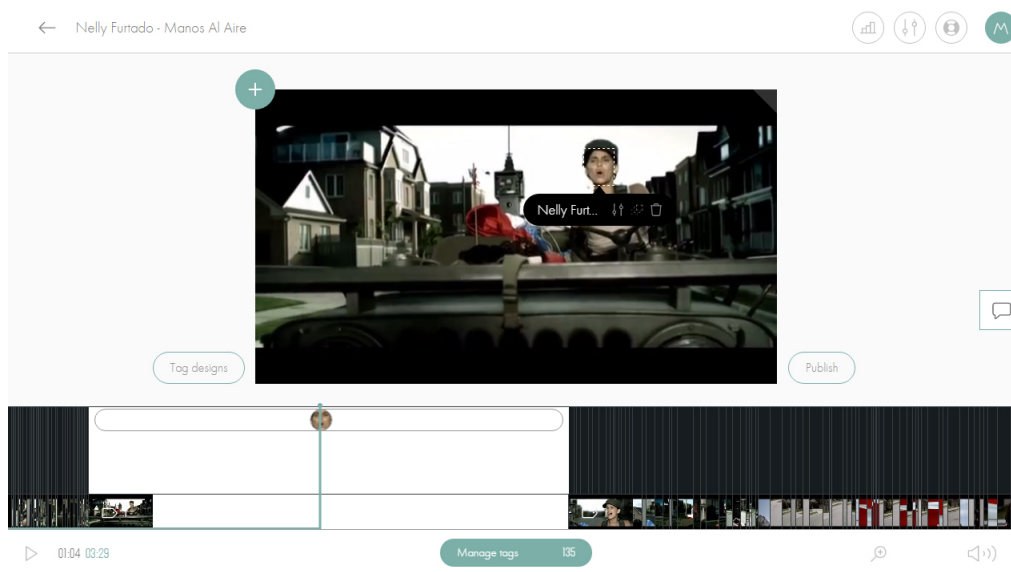 Nelly Furtado - Manos Al Aire
M
Nelly Furt...
Tag designs
Publish
01:04 03:29
Manage tags 135